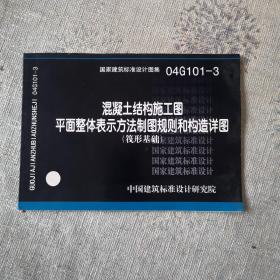 国家建筑标准设计图集 04G101-3
混凝土结构施工图
平面整体表示方法制图规则和构造详图
(筏形基础)
国家建筑标准设计
国家建筑标准设计
国家建筑标准设计
国家建筑标准设计
中国建筑标准设计研究院
GUOJIAJIANZHUBIAOZHUNSHEJI 04G101-3